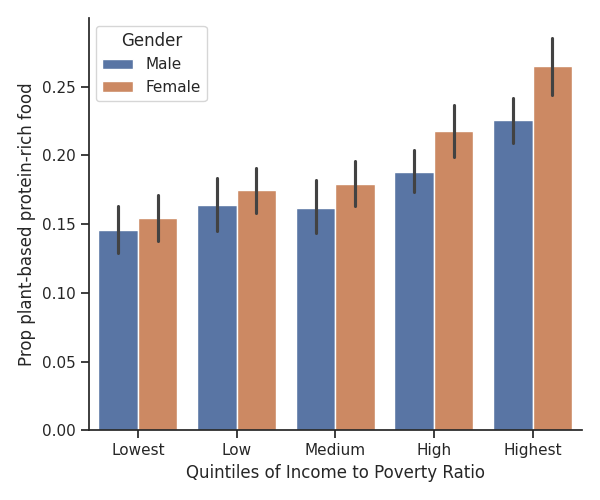 Gender
Male
Female
Prop plant-based protein-rich food
0.25
0.20
0.15
0.10
0.05
0.00
Lowest Low Medium High Highest
Quintiles of Income to Poverty Ratio